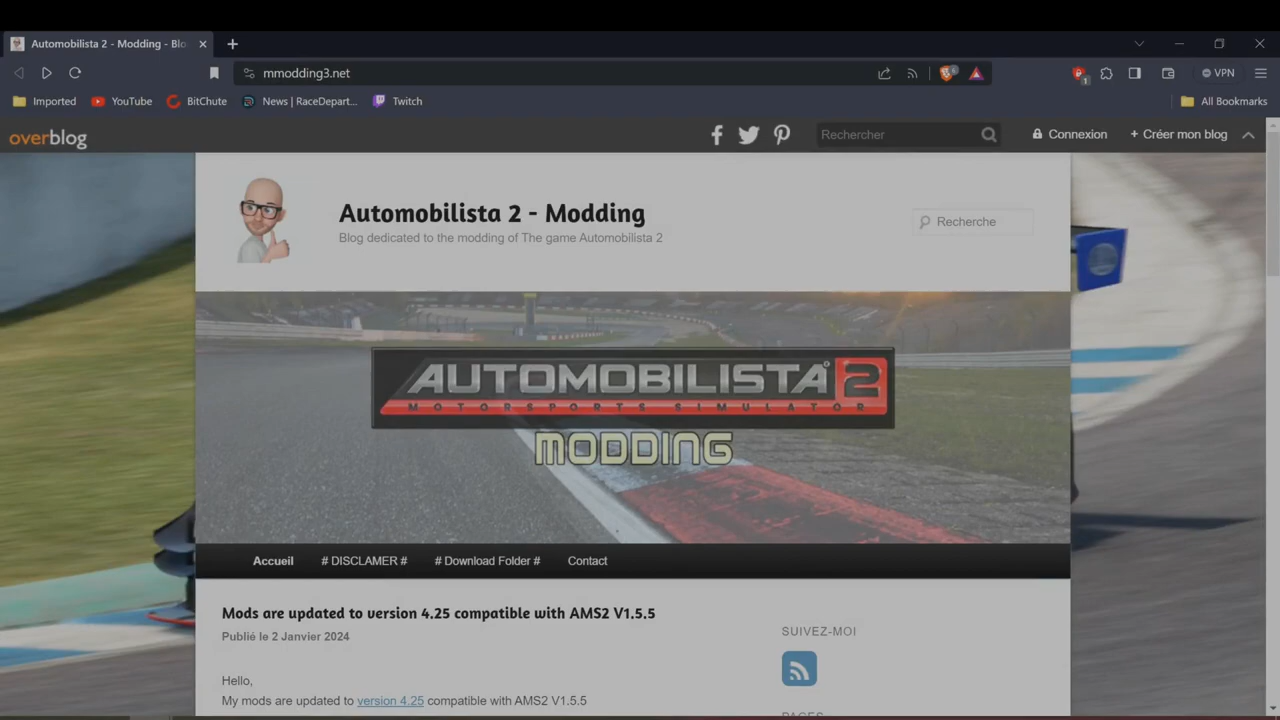 Automobilista 2 - Modding - Blo
mmodding3.net
6
1
VPN
Imported
YouTube
BitChute
News | RaceDepart...
Twitch
All Bookmarks
overblog
Rechercher
Connexion
+ Créer mon blog
Automobilista 2 - Modding
Blog dedicated to the modding of The game Automobilista 2
Recherche
AUTOMOBILISTA 2
MOTORSPORTS SIMULATOR
MODDING
Accueil
# DISCLAMER #
# Download Folder #
Contact
Mods are updated to version 4.25 compatible with AMS2 V1.5.5
Publié le 2 Janvier 2024
SUIVEZ-MOI
Hello,
My mods are updated to version 4.25 compatible with AMS2 V1.5.5
PAGES